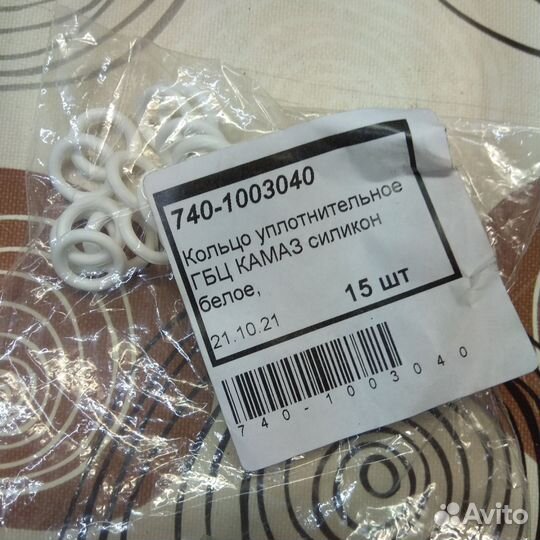 740-1003040
Кольцо уплотнительное
ГБЦ КАМАЗ силикон
белое,
15 шт
21.10.21
740-1003040
Avito